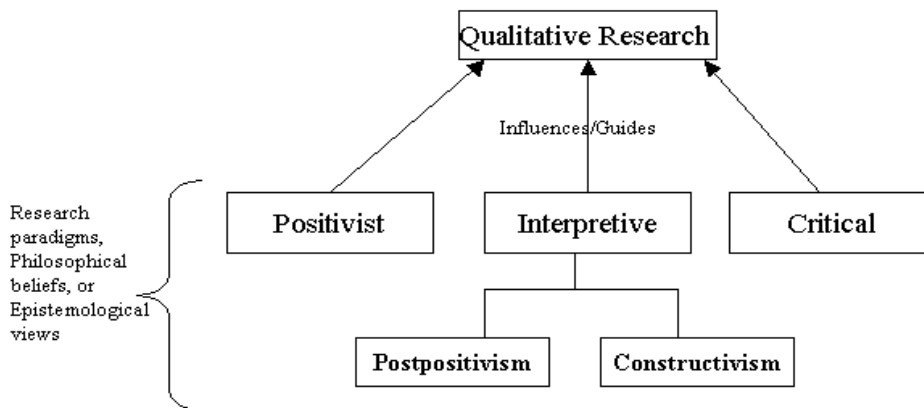 Qualitative Research
Influences/Guides
Research
paradigms,
Philosophical
beliefs, or
Epistemological
views
Positivist
Interpretive
Critical
Postpositivism
Constructivism